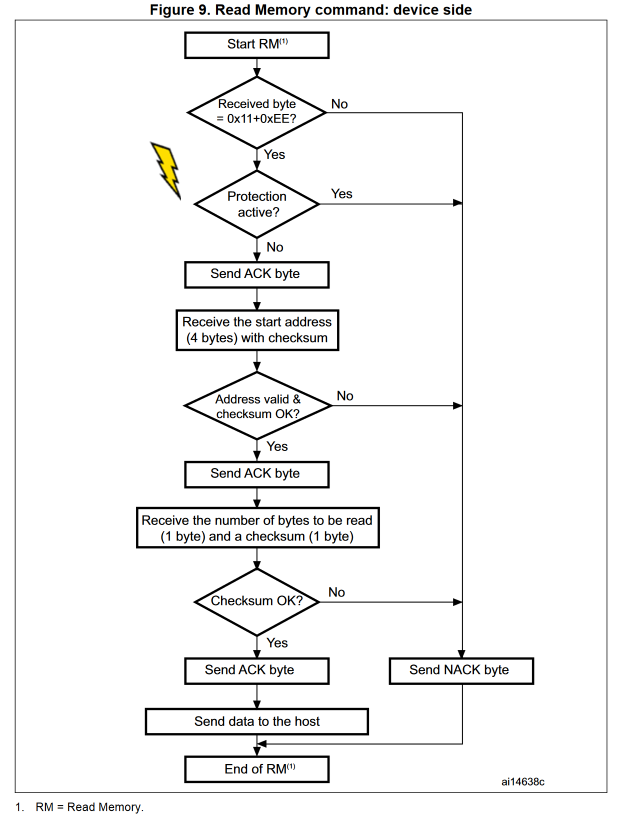 Figure 9. Read Memory command: device side
Start RM(1)
Received byte
= 0x11+0xEE?
No
Yes
Protection
active?
Yes
No
Send ACK byte
Receive the start address
(4 bytes) with checksum
Address valid &
checksum OK?
No
Yes
Send ACK byte
Receive the number of bytes to be read
(1 byte) and a checksum (1 byte)
Checksum OK?
No
Yes
Send ACK byte
Send NACK byte
Send data to the host
End of RM(1)
ai14638c
1. RM = Read Memory.